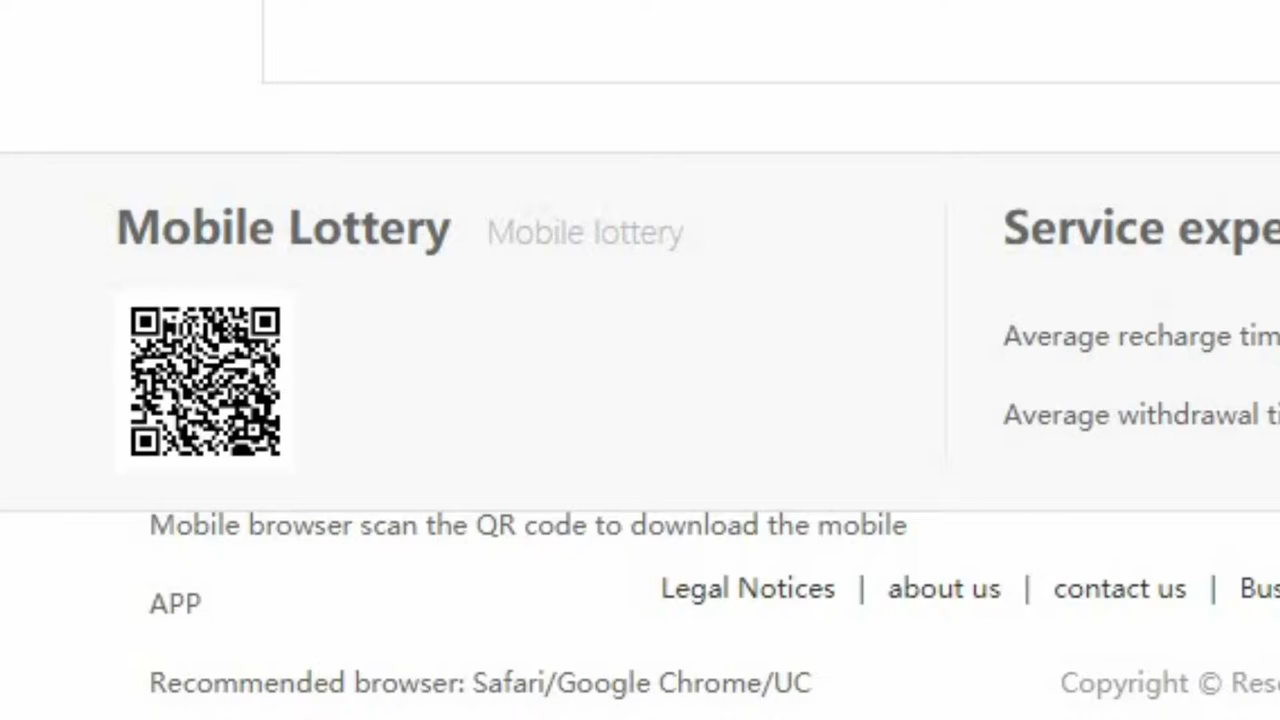 Mobile Lottery Mobile lottery
Service expe
Average recharge tim
Average withdrawal ti
Mobile browser scan the QR code to download the mobile
APP
Legal Notices | about us | contact us | Bus
Recommended browser: Safari/Google Chrome/UC
Copyright © Rese